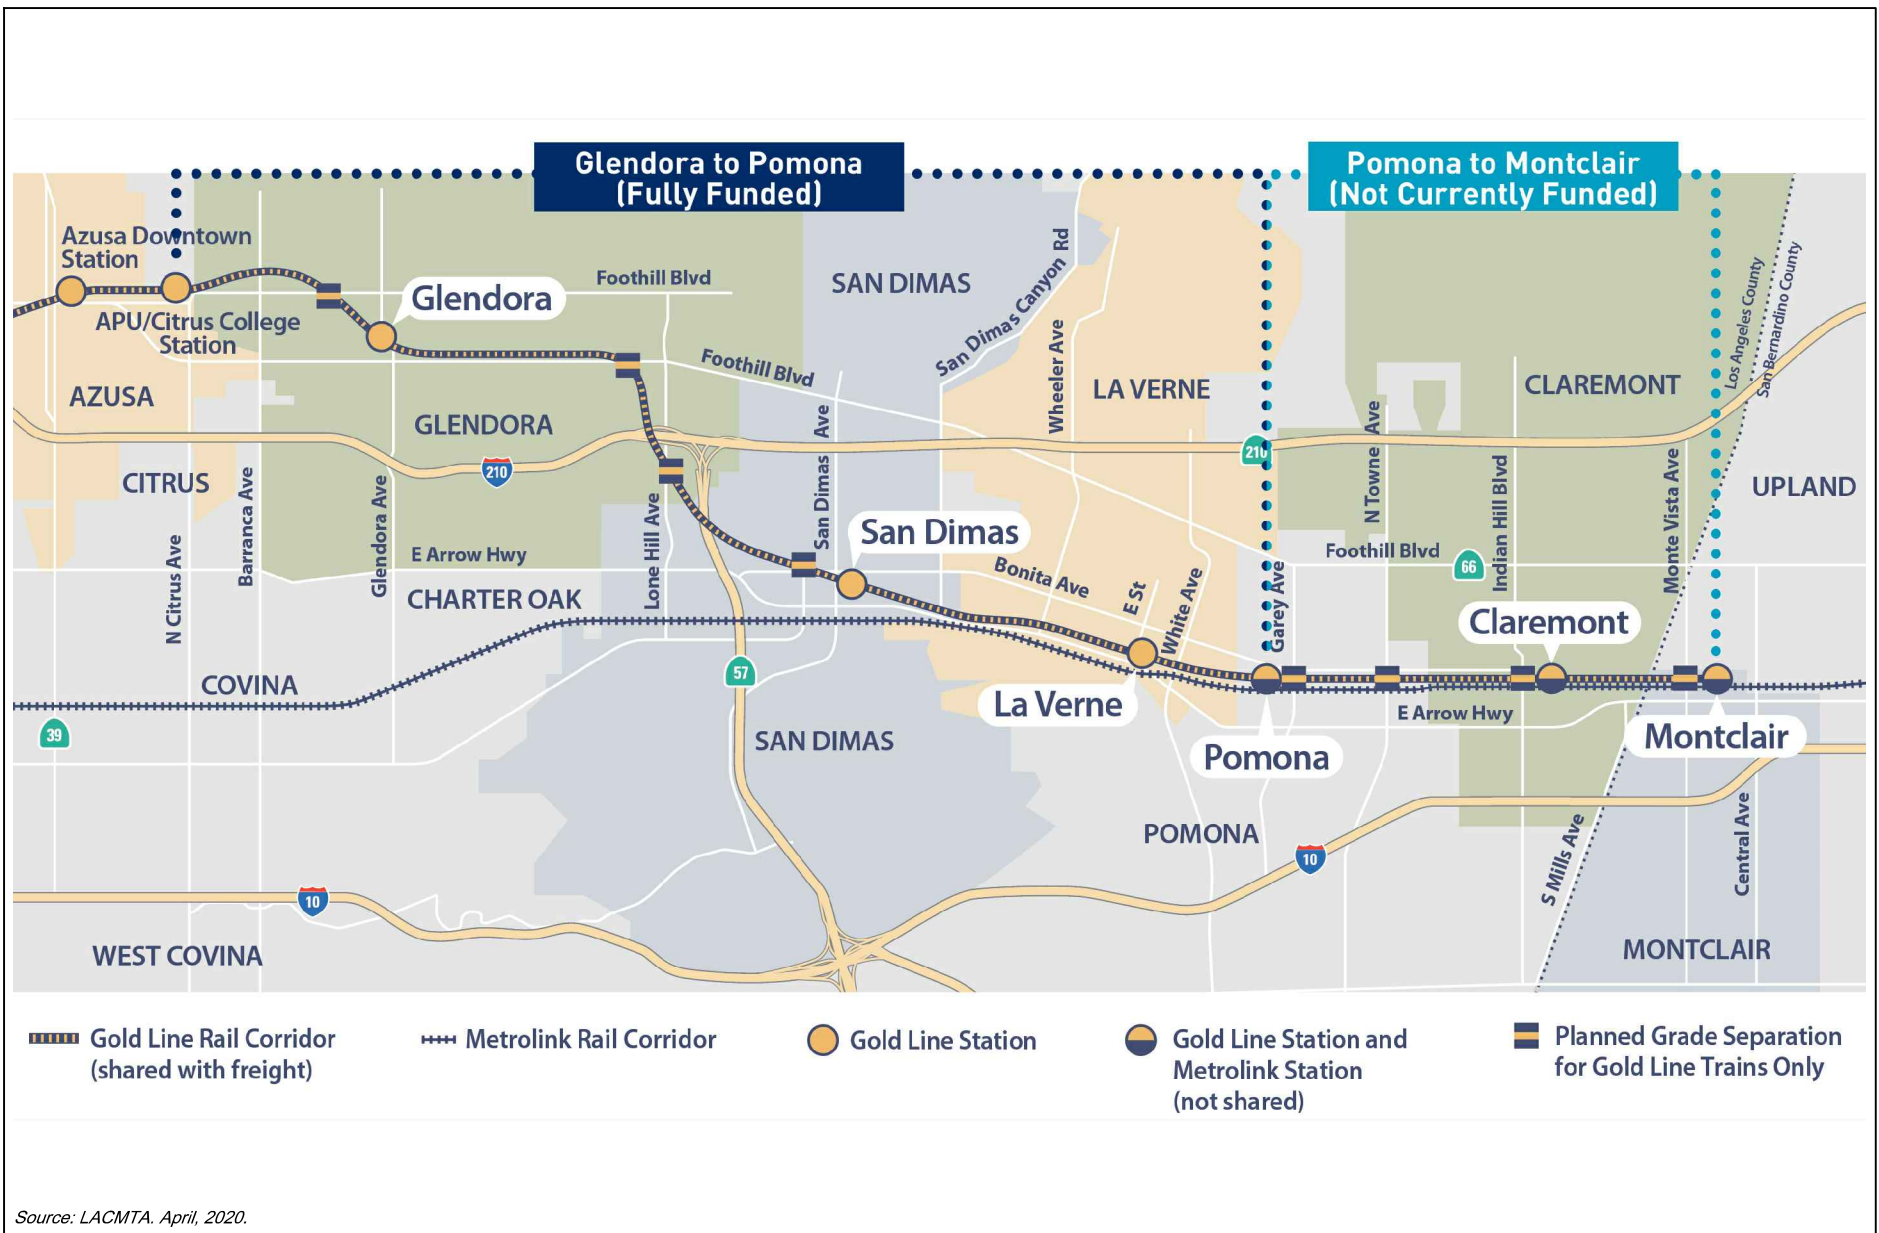 Glendora to Pomona
(Fully Funded)
Pomona to Montclair
(Not Currently Funded)
Azusa Downtown
Station
APU/Citrus College
Station
Glendora
Foothill Blvd
SAN DIMAS
San Dimas Canyon Rd
Wheeler Ave
Foothill Blvd
LA VERNE
CLAREMONT
Los Angeles County
San Bernardino County
AZUSA
GLENDORA
210
210
CITRUS
Barranca Ave
Glendora Ave
N Citrus Ave
Lone Hill Ave
San Dimas Ave
San Dimas
N Towne Ave
Indian Hill Blvd
Monte Vista Ave
UPLAND
E Arrow Hwy
CHARTER OAK
Bonita Ave
E St
White Ave
Garey Ave
Foothill Blvd
66
Claremont
COVINA
57
39
La Verne
E Arrow Hwy
SAN DIMAS
Pomona
Montclair
POMONA
10
10
S Mills Ave
Central Ave
WEST COVINA
MONTCLAIR
Gold Line Rail Corridor
(shared with freight)
Metrolink Rail Corridor
Gold Line Station
Gold Line Station and
Metrolink Station
(not shared)
Planned Grade Separation
for Gold Line Trains Only
Source: LACMTA. April, 2020.